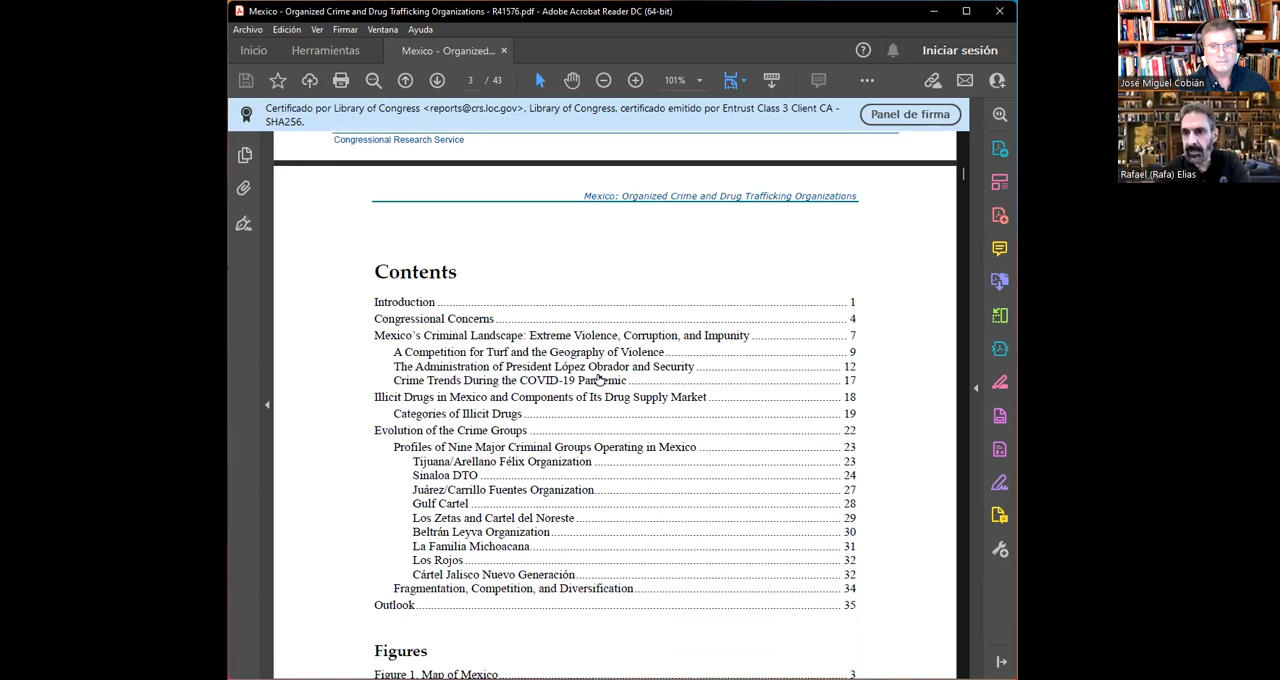 Mexico - Organized Crime and Drug Trafficking Organizations - R41576.pdf - Adobe Acrobat Reader DC (64-bit)
Archivo Edición Ver Firmar Ventana Ayuda
Inicio Herramientas Mexico - Organized... × Iniciar sesión
3 / 43 101%
Certificado por Library of Congress <reports@crs.loc.gov>, Library of Congress, certificado emitido por Entrust Class 3 Client CA -
SHA256.
Panel de firma
Congressional Research Service
Mexico: Organized Crime and Drug Trafficking Organizations
Contents
Introduction 1
Congressional Concerns 4
Mexico's Criminal Landscape: Extreme Violence, Corruption, and Impunity 7
A Competition for Turf and the Geography of Violence 9
The Administration of President López Obrador and Security 12
Crime Trends During the COVID-19 Pandemic 17
Illicit Drugs in Mexico and Components of Its Drug Supply Market 18
Categories of Illicit Drugs 19
Evolution of the Crime Groups 22
Profiles of Nine Major Criminal Groups Operating in Mexico 23
Tijuana/Arellano Félix Organization 23
Sinaloa DTO 24
Juárez/Carrillo Fuentes Organization 27
Gulf Cartel 28
Los Zetas and Cartel del Noreste 29
Beltrán Leyva Organization 30
La Familia Michoacana 31
Los Rojos 32
Cártel Jalisco Nuevo Generación 32
Fragmentation, Competition, and Diversification 34
Outlook 35
Figures
Figure 1. Map of Mexico 3
José Miguel Cobián
Rafael (Rafa) Elias